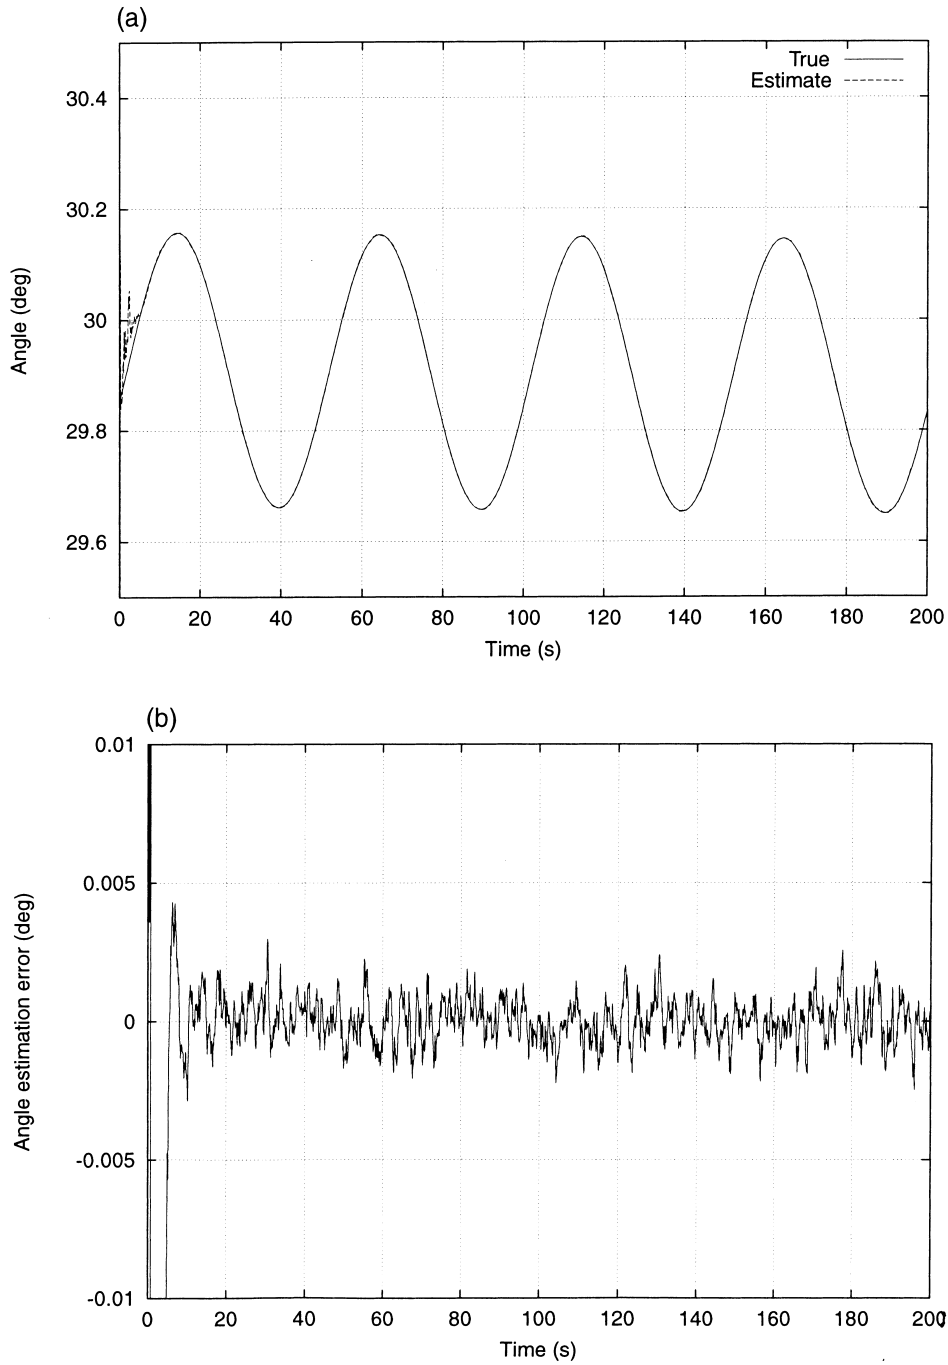 (a)
True
Estimate
30.4
30.2
30
29.8
29.6
Angle (deg)
0 20 40 60 80 100 120 140 160 180 200
Time (s)
(b)
0.01
0.005
0
-0.005
-0.01
Angle estimation error (deg)
0 20 40 60 80 100 120 140 160 180 200
Time (s)